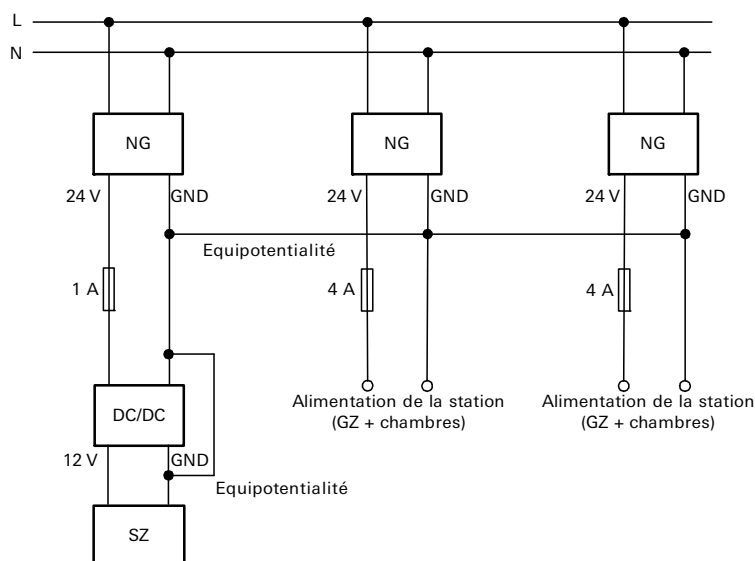 L
N
NG
NG
NG
24 V
GND
24 V
GND
24 V
GND
Equipotentialité
1 A
4 A
4 A
Alimentation de la station
(GZ + chambres)
Alimentation de la station
(GZ + chambres)
DC/DC
12 V
GND
Equipotentialité
SZ